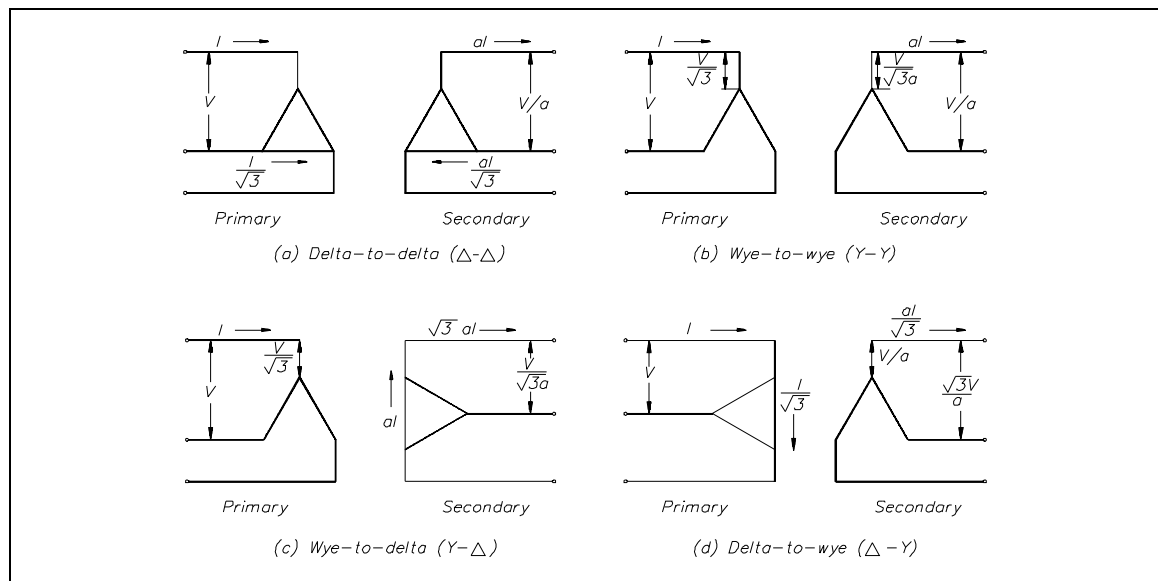 I
aI
V
V/a
I/√3
aI/√3
Primary
Secondary
(a) Delta-to-delta (△-△)
I
aI
V/√3
V/√3a
V
V/a
Primary
Secondary
(b) Wye-to-wye (Y-Y)
I
√3 aI
V/√3
V
V/√3a
aI
Primary
Secondary
(c) Wye-to-delta (Y-△)
I
aI/√3
V/a
V
I/√3
√3V/a
Primary
Secondary
(d) Delta-to-wye (△-Y)